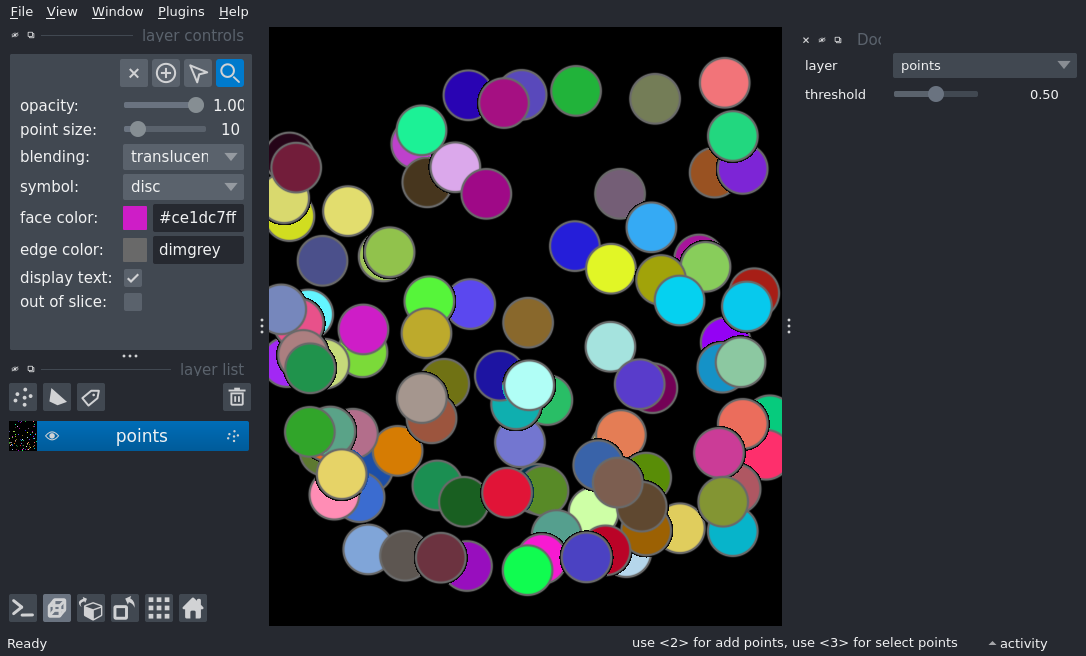 File View Window Plugins Help
layer controls
opacity: 1.00
point size: 10
blending: translucen
symbol: disc
face color: #ce1dc7ff
edge color: dimgrey
display text:
out of slice:
layer list
points
Ready
Doc
layer points
threshold 0.50
use <2> for add points, use <3> for select points
activity